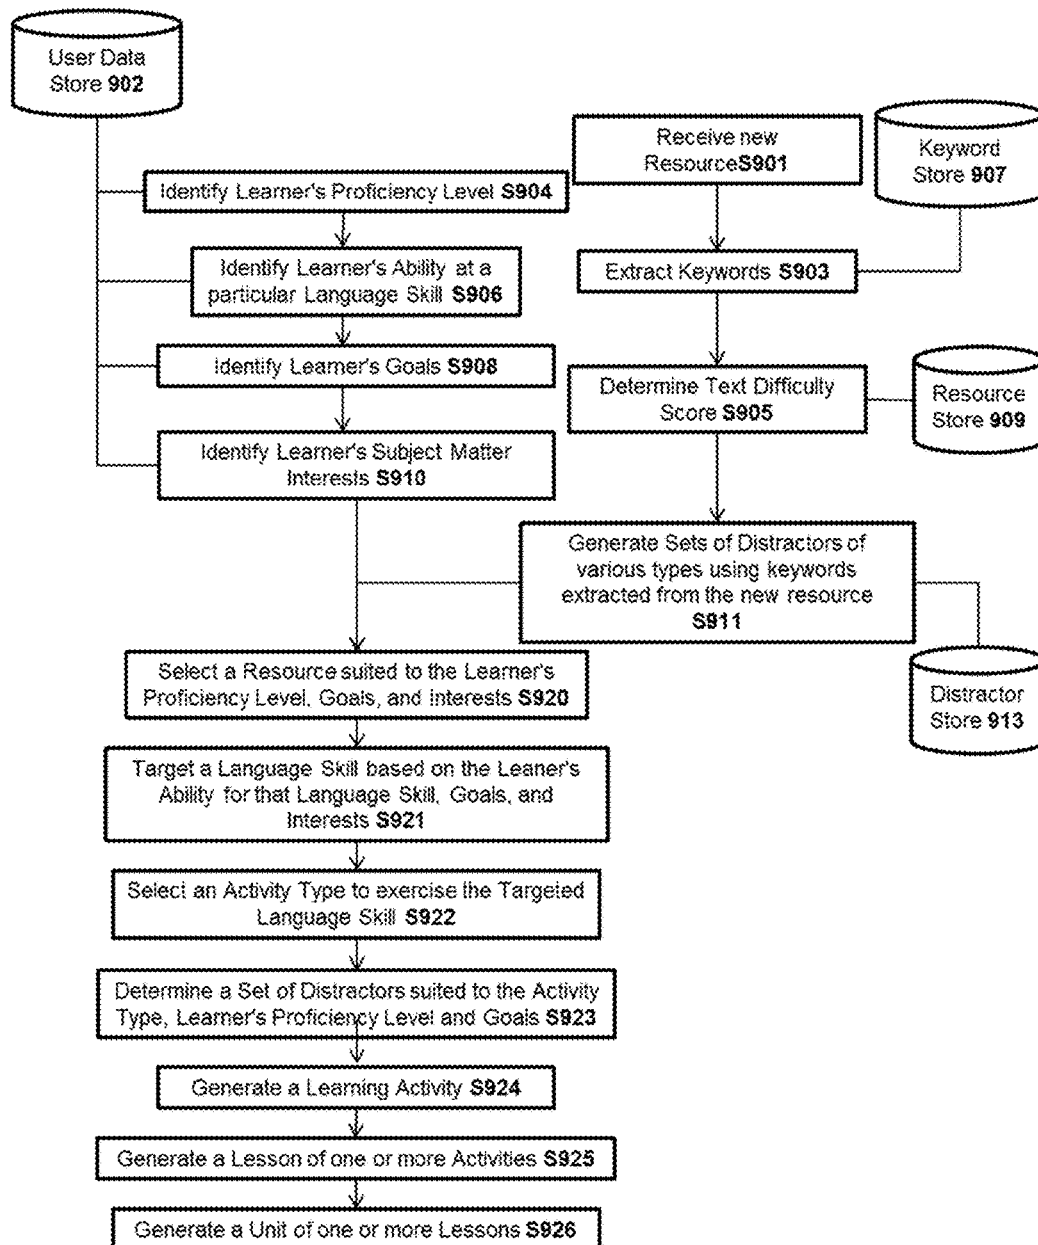 User Data
Store 902
Receive new
ResourceS901
Keyword
Store 907
Identify Learner's Proficiency Level S904
Identify Learner's Ability at a
particular Language Skill S906
Extract Keywords S903
Identify Learner's Goals S908
Determine Text Difficulty
Score S905
Resource
Store 909
Identify Learner's Subject Matter
Interests S910
Generate Sets of Distractors of
various types using keywords
extracted from the new resource
S911
Select a Resource suited to the Learner's
Proficiency Level, Goals, and Interests S920
Distractor
Store 913
Target a Language Skill based on the Leaner's
Ability for that Language Skill, Goals, and
Interests S921
Select an Activity Type to exercise the Targeted
Language Skill S922
Determine a Set of Distractors suited to the Activity
Type, Learner's Proficiency Level and Goals S923
Generate a Learning Activity S924
Generate a Lesson of one or more Activities S925
Generate a Unit of one or more Lessons S926